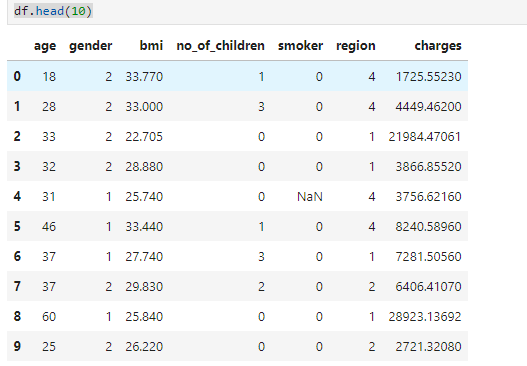 df.head(10)
age gender bmi no_of_children smoker region charges
0 18 2 33.770 1 0 4 1725.55230
1 28 2 33.000 3 0 4 4449.46200
2 33 2 22.705 0 0 1 21984.47061
3 32 2 28.880 0 0 1 3866.85520
4 31 1 25.740 0 NaN 4 3756.62160
5 46 1 33.440 1 0 4 8240.58960
6 37 1 27.740 3 0 1 7281.50560
7 37 2 29.830 2 0 2 6406.41070
8 60 1 25.840 0 0 1 28923.13692
9 25 2 26.220 0 0 2 2721.32080